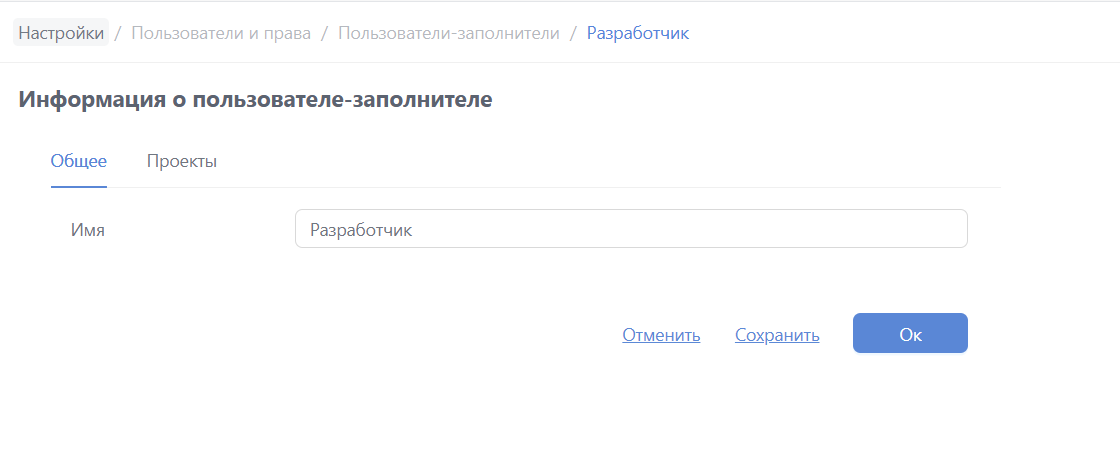 Настройки / Пользователи и права / Пользователи-заполнители / Разработчик
Информация о пользователе-заполнителе
Общее Проекты
Имя Разработчик
Отменить Сохранить Ок